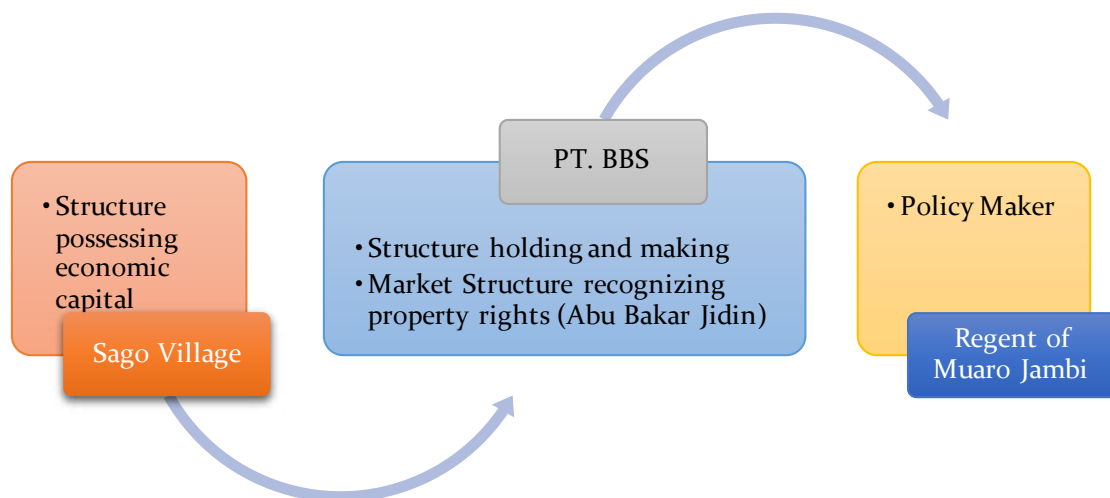 • Structure
possessing
economic
capital
Sago Village
PT. BBS
• Structure holding and making
• Market Structure recognizing
property rights (Abu Bakar Jidin)
• Policy Maker
Regent of
Muaro Jambi